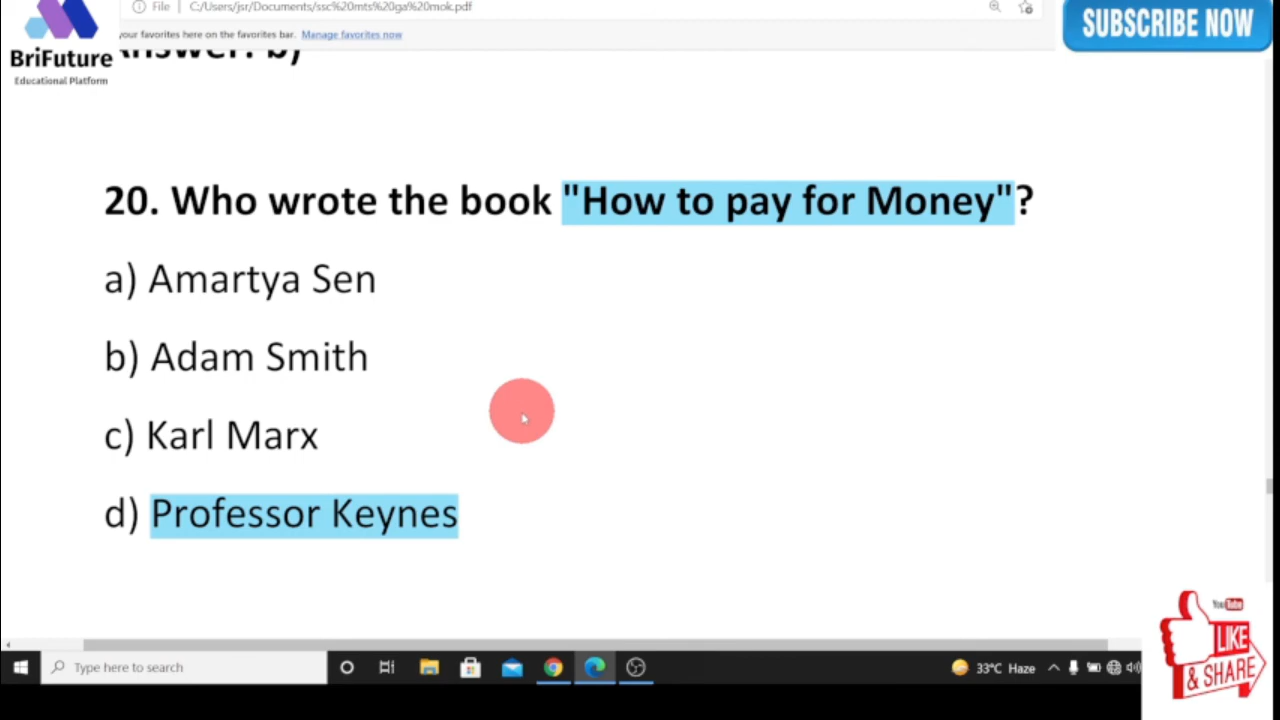 File C:/Users/jsr/Documents/ssc%20mts%20ga%20mok.pdf
SUBSCRIBE NOW
your favorites here on the favorites bar. Manage favorites now
Answer: b)
BriFuture
Educational Platform
20. Who wrote the book "How to pay for Money"?
a) Amartya Sen
b) Adam Smith
c) Karl Marx
d) Professor Keynes
YouTube
LIKE
& SHARE
Type here to search
33°C Haze